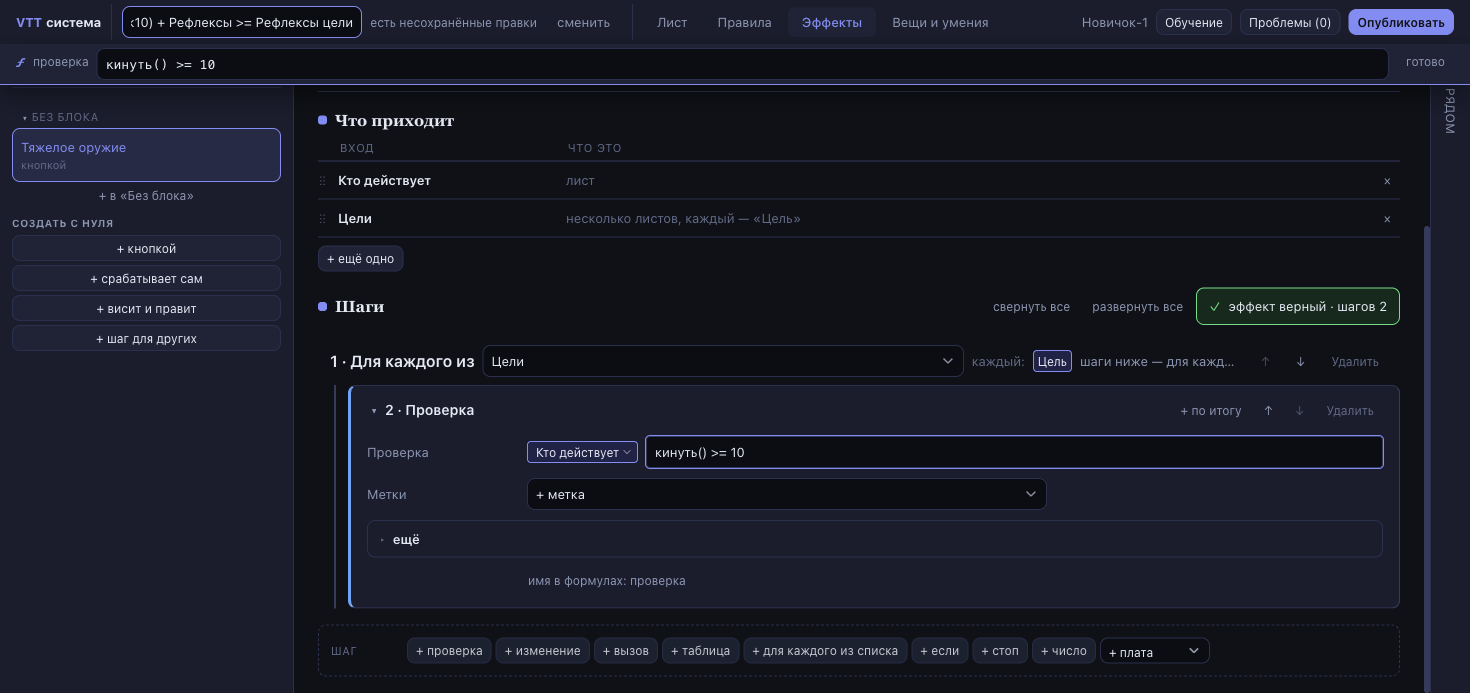 VTT система
:10) + Рефлексы >= Рефлексы цели
есть несохранённые правки
сменить
Лист
Правила
Эффекты
Вещи и умения
Новичок-1
Обучение
Проблемы (0)
Опубликовать
проверка
кинуть() >= 10
готово
БЕЗ БЛОКА
Тяжелое оружие
кнопкой
+ в «Без блока»
СОЗДАТЬ С НУЛЯ
+ кнопкой
+ срабатывает сам
+ висит и правит
+ шаг для других
Что приходит
ВХОД
ЧТО ЭТО
Кто действует
лист
x
Цели
несколько листов, каждый — «Цель»
x
+ ещё одно
Шаги
свернуть все
развернуть все
✓ эффект верный · шагов 2
1 · Для каждого из
Цели
каждый:
Цель
шаги ниже — для кажд...
↑
↓
Удалить
2 · Проверка
+ по итогу
↑
↓
Удалить
Проверка
Кто действует
кинуть() >= 10
Метки
+ метка
ещё
имя в формулах: проверка
ШАГ
+ проверка
+ изменение
+ вызов
+ таблица
+ для каждого из списка
+ если
+ стоп
+ число
+ плата
РЯДОМ